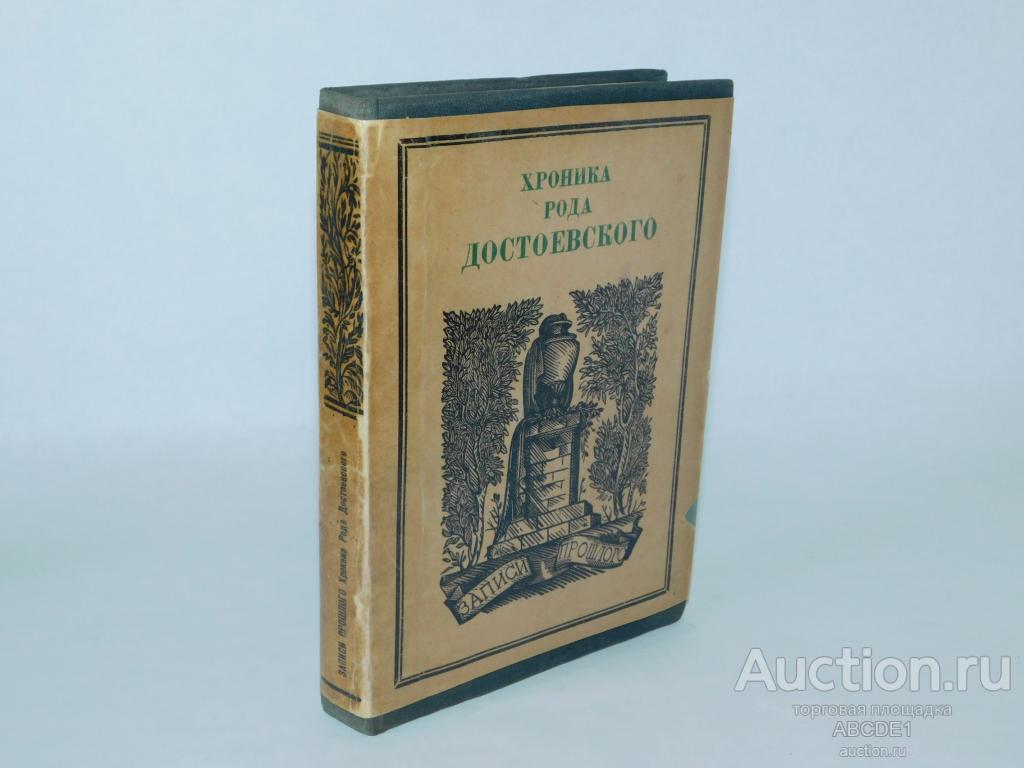 ХРОНИКА
РОДА
ДОСТОЕВСКОГО
ЗАПИСИ ПРОШЛОГО
ЗАПИСИ ПРОШЛОГО Хроника Рода Достоевского
Auction.ru
торговая площадка
ABCDE1
auction.ru